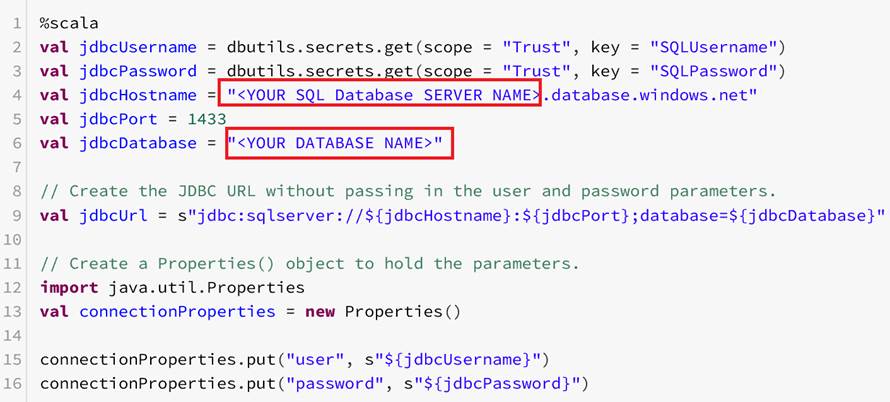 1 %scala
2 val jdbcUsername = dbutils.secrets.get(scope = "Trust", key = "SQLUsername")
3 val jdbcPassword = dbutils.secrets.get(scope = "Trust", key = "SQLPassword")
4 val jdbcHostname = "<YOUR SQL Database SERVER NAME>.database.windows.net"
5 val jdbcPort = 1433
6 val jdbcDatabase = "<YOUR DATABASE NAME>"
7
8 // Create the JDBC URL without passing in the user and password parameters.
9 val jdbcUrl = s"jdbc:sqlserver://${jdbcHostname}:${jdbcPort};database=${jdbcDatabase}"
10
11 // Create a Properties() object to hold the parameters.
12 import java.util.Properties
13 val connectionProperties = new Properties()
14
15 connectionProperties.put("user", s"${jdbcUsername}")
16 connectionProperties.put("password", s"${jdbcPassword}")